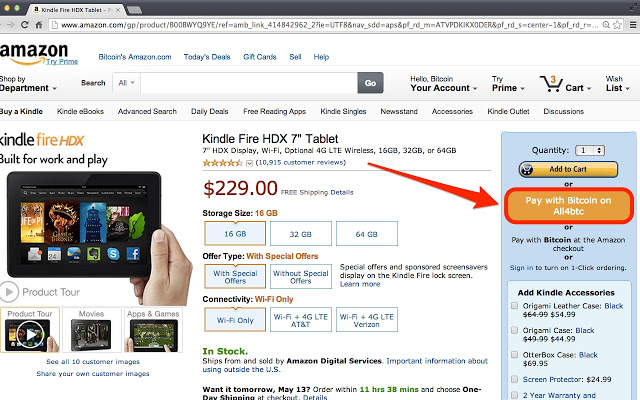 Kindle Fire HDX 7" Tablet – P
www.amazon.com/gp/product/B00BWYQ9YE/ref=amb_link_414842962_2?ie=UTF8&nav_sdd=aps&pf_rd_m=ATVPDKIKX0DER&pf_rd_s=center-1&pf_r
amazon
Try Prime
Bitcoin's Amazon.com Today's Deals Gift Cards Sell Help
Shop by
Department
Search All Go
Hello, Bitcoin
Your Account
Try
Prime
3
Cart
Wish
List
Buy a Kindle Kindle eBooks Advanced Search Daily Deals Free Reading Apps Kindle Singles Newsstand Accessories Kindle Outlet Discussions
kindle fire HDX
Built for work and play
Product Tour
Product Tour Movies Apps & Games
See all 10 customer images
Share your own customer images
Kindle Fire HDX 7" Tablet
7" HDX Display, Wi-Fi, Optional 4G LTE Wireless, 16GB, 32GB, or 64GB
(10,915 customer reviews)
$229.00 FREE Shipping Details
Storage Size: 16 GB
16 GB 32 GB 64 GB
Offer Type: With Special Offers
With Special
Offers
Without Special
Offers
Special offers and sponsored screensavers
display on the Kindle Fire lock screen.
Learn more
Connectivity: Wi-Fi Only
Wi-Fi Only
Wi-Fi + 4G LTE
AT&T
Wi-Fi + 4G LTE
Verizon
In Stock.
Ships from and sold by Amazon Digital Services. Important information about
using outside the U.S.
Want it tomorrow, May 13? Order within 11 hrs 38 mins and choose One-
Day Shipping at checkout. Details
Quantity: 1
Add to Cart
or
Pay with Bitcoin on
All4btc
or
Pay with Bitcoin at the Amazon
checkout
or
Sign in to turn on 1-Click ordering.
Add Kindle Accessories
Origami Leather Case: Black
$64.99 $54.99
Origami Case: Black
$49.99 $44.99
OtterBox Case: Black
$69.95
Screen Protector: $24.99